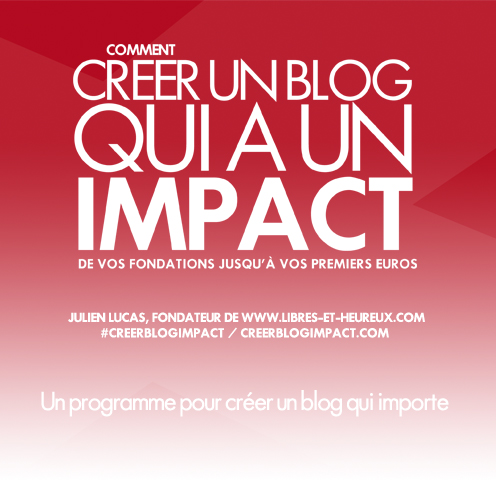 COMMENT
CREER UN BLOG
QUI A UN
IMPACT
DE VOS FONDATIONS JUSQU'À VOS PREMIERS EUROS
JULIEN LUCAS, FONDATEUR DE WWW.LIBRES-ET-HEUREUX.COM
#CREERBLOGIMPACT / CREERBLOGIMPACT.COM
Un programme pour créer un blog qui importe